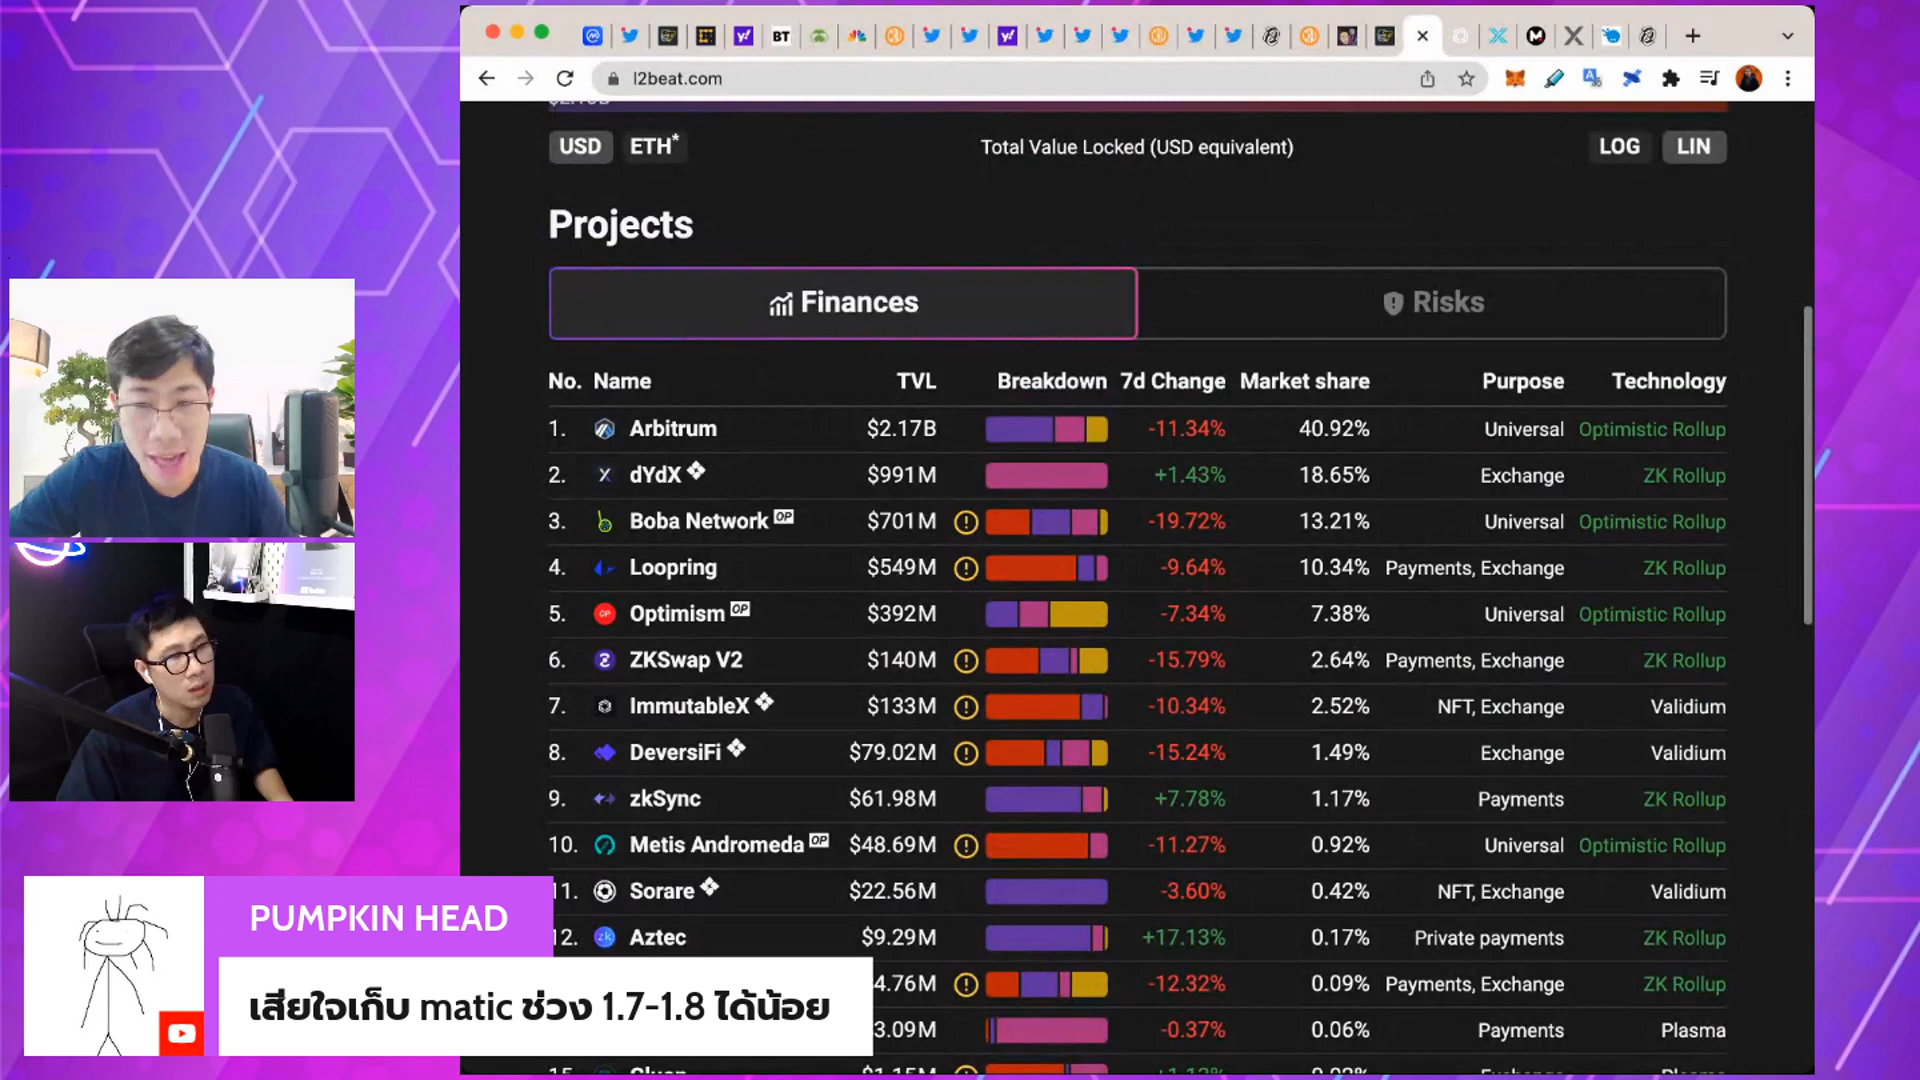 BT
l2beat.com
USD ETH* Total Value Locked (USD equivalent) LOG LIN
Projects
Finances Risks
No. Name TVL Breakdown 7d Change Market share Purpose Technology
1. Arbitrum $2.17B -11.34% 40.92% Universal Optimistic Rollup
2. dYdX $991M +1.43% 18.65% Exchange ZK Rollup
3. Boba Network OP $701M -19.72% 13.21% Universal Optimistic Rollup
4. Loopring $549M -9.64% 10.34% Payments, Exchange ZK Rollup
5. Optimism OP $392M -7.34% 7.38% Universal Optimistic Rollup
6. ZKSwap V2 $140M -15.79% 2.64% Payments, Exchange ZK Rollup
7. ImmutableX $133M -10.34% 2.52% NFT, Exchange Validium
8. DeversiFi $79.02M -15.24% 1.49% Exchange Validium
9. zkSync $61.98M +7.78% 1.17% Payments ZK Rollup
10. Metis Andromeda OP $48.69M -11.27% 0.92% Universal Optimistic Rollup
11. Sorare $22.56M -3.60% 0.42% NFT, Exchange Validium
12. Aztec $9.29M +17.13% 0.17% Private payments ZK Rollup
4.76M -12.32% 0.09% Payments, Exchange ZK Rollup
3.09M -0.37% 0.06% Payments Plasma
PUMPKIN HEAD
เสียใจเก็บ matic ช่วง 1.7-1.8 ได้น้อย